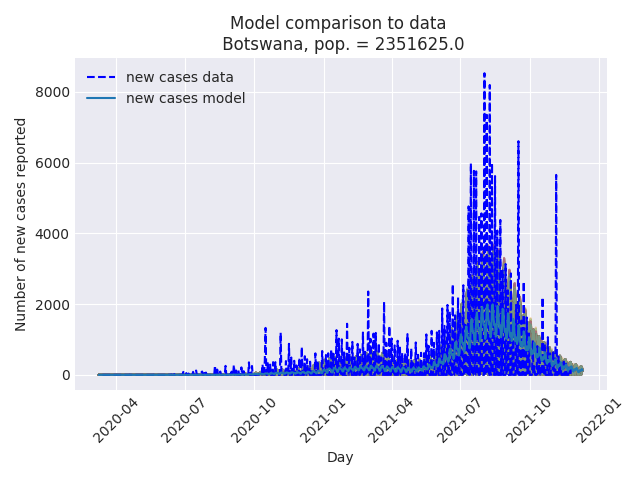 Model comparison to data
Botswana, pop. = 2351625.0
new cases data
new cases model
Number of new cases reported
8000
6000
4000
2000
0
2020-04
2020-07
2020-10
2021-01
2021-04
2021-07
2021-10
2022-01
Day